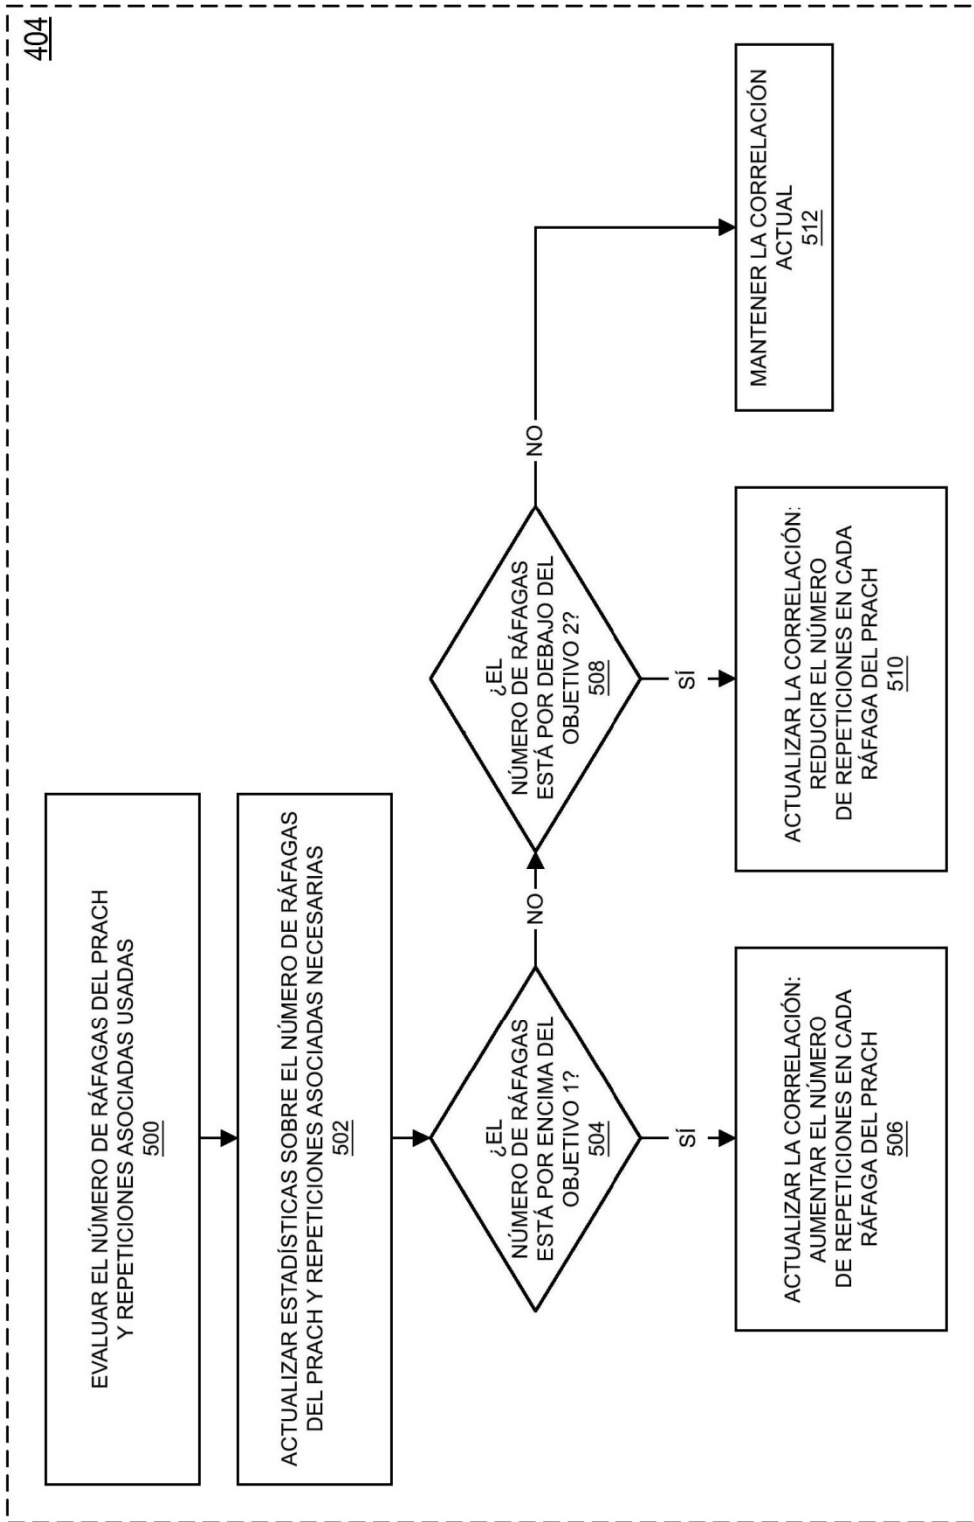 404
EVALUAR EL NÚMERO DE RÁFAGAS DEL PRACH
Y REPETICIONES ASOCIADAS USADAS
500
ACTUALIZAR ESTADÍSTICAS SOBRE EL NÚMERO DE RÁFAGAS
DEL PRACH Y REPETICIONES ASOCIADAS NECESARIAS
502
¿EL
NÚMERO DE RÁFAGAS
ESTÁ POR ENCIMA DEL
OBJETIVO 1?
504
NO
SÍ
ACTUALIZAR LA CORRELACIÓN:
AUMENTAR EL NÚMERO
DE REPETICIONES EN CADA
RÁFAGA DEL PRACH
506
¿EL
NÚMERO DE RÁFAGAS
ESTÁ POR DEBAJO DEL
OBJETIVO 2?
508
NO
SÍ
ACTUALIZAR LA CORRELACIÓN:
REDUCIR EL NÚMERO
DE REPETICIONES EN CADA
RÁFAGA DEL PRACH
510
MANTENER LA CORRELACIÓN
ACTUAL
512